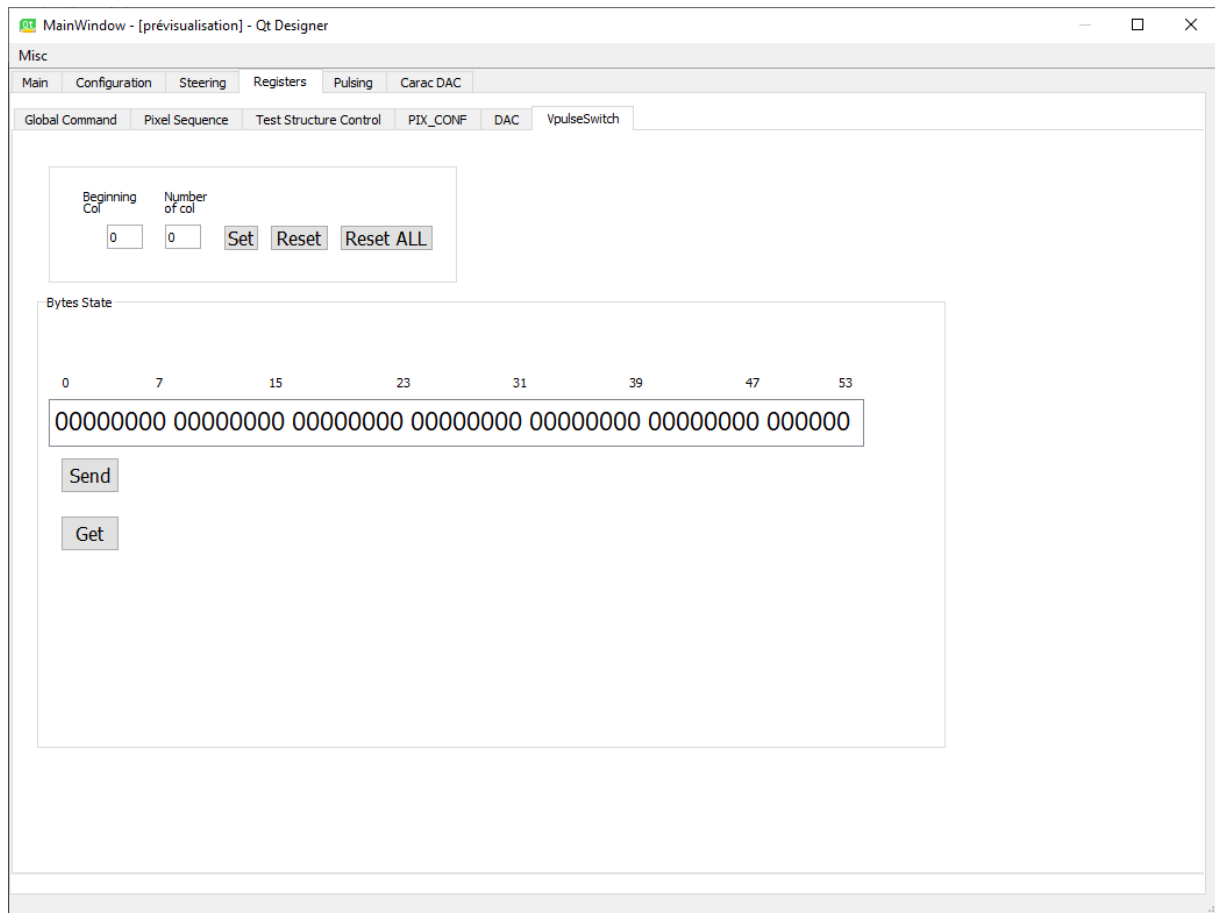 MainWindow - [prévisualisation] - Qt Designer
Misc
Main Configuration Steering Registers Pulsing Carac DAC
Global Command Pixel Sequence Test Structure Control PIX_CONF DAC VpulseSwitch
Beginning Number
Col of col
0 0 Set Reset Reset ALL
Bytes State
0 7 15 23 31 39 47 53
00000000 00000000 00000000 00000000 00000000 00000000 000000
Send
Get